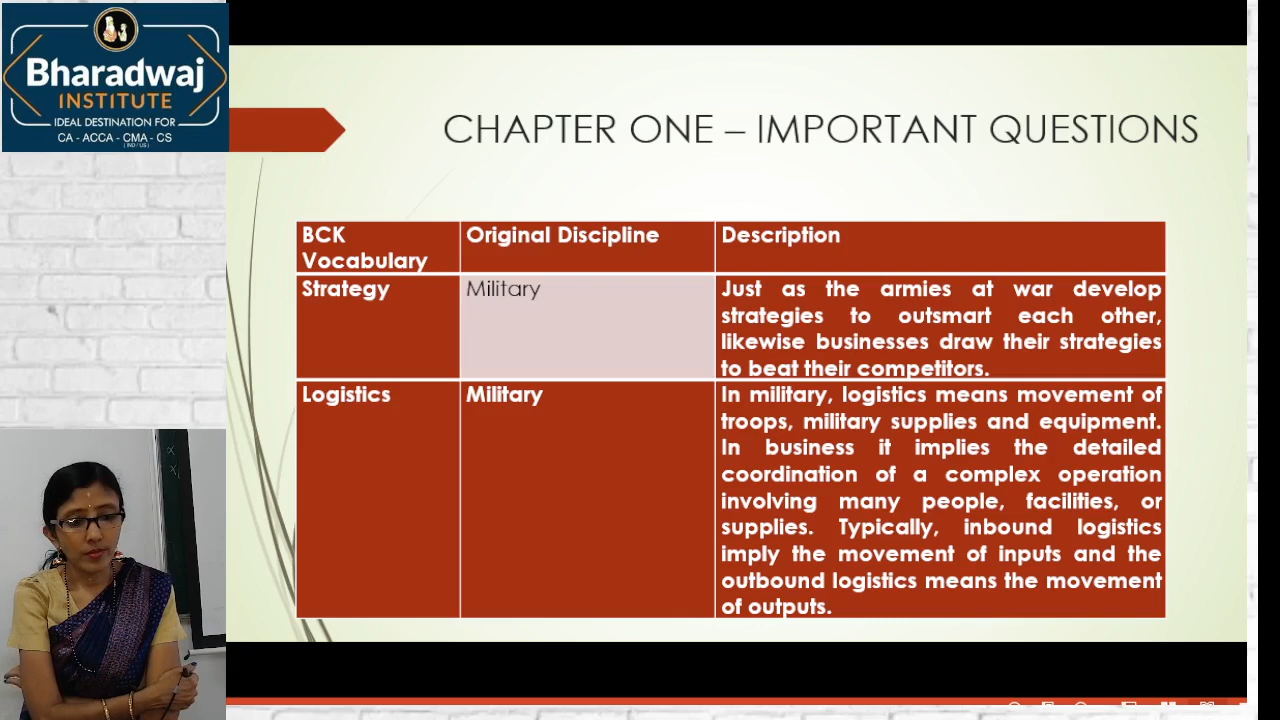 Bharadwaj
INSTITUTE
IDEAL DESTINATION FOR
CA - ACCA - CMA - CS
( IND / US )
CHAPTER ONE – IMPORTANT QUESTIONS
BCK
Vocabulary
Original Discipline
Description
Strategy
Military
Just as the armies at war develop
strategies to outsmart each other,
likewise businesses draw their strategies
to beat their competitors.
Logistics
Military
In military, logistics means movement of
troops, military supplies and equipment.
In business it implies the detailed
coordination of a complex operation
involving many people, facilities, or
supplies. Typically, inbound logistics
imply the movement of inputs and the
outbound logistics means the movement
of outputs.